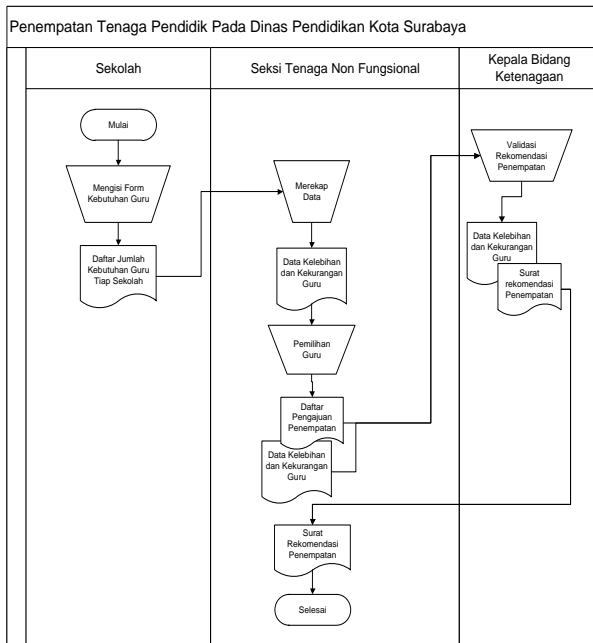 Penempatan Tenaga Pendidik Pada Dinas Pendidikan Kota Surabaya
Sekolah
Seksi Tenaga Non Fungsional
Kepala Bidang
Ketenagaan
Mulai
Mengisi Form
Kebutuhan Guru
Daftar Jumlah
Kebutuhan Guru
Tiap Sekolah
Merekap
Data
Data Kelebihan
dan Kekurangan
Guru
Pemilihan
Guru
Daftar
Pengajuan
Penempatan
Data Kelebihan
dan Kekurangan
Guru
Surat
Rekomendasi
Penempatan
Selesai
Validasi
Rekomendasi
Penempatan
Data Kelebihan
dan Kekurangan
Guru
Surat
rekomendasi
Penempatan